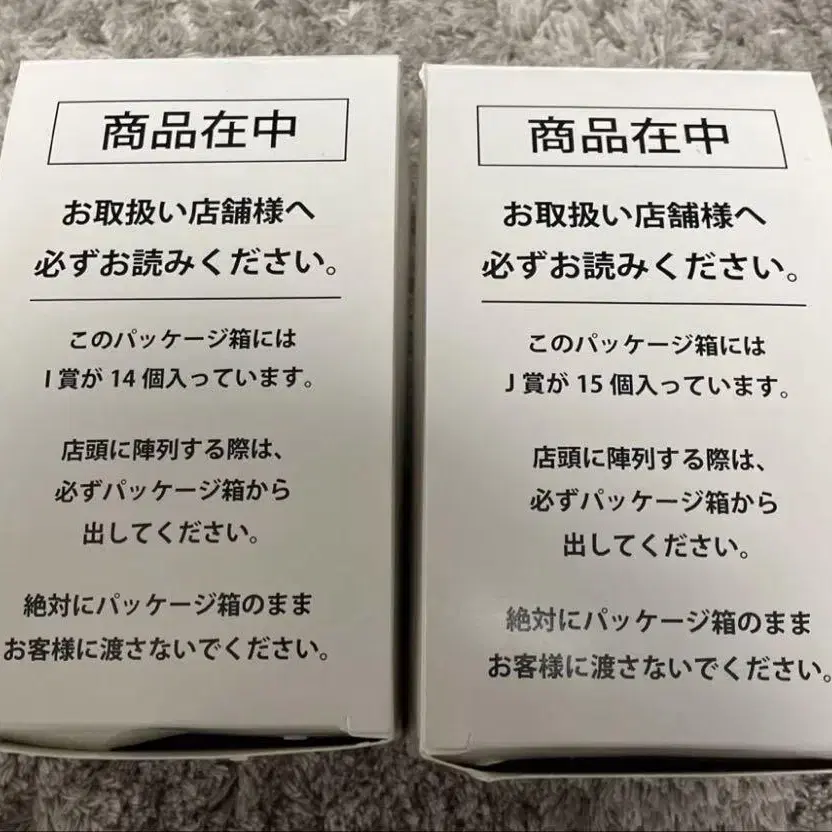 商品在中
お取扱い店舗様へ
必ずお読みください。
このパッケージ箱には
I 賞が 14 個入っています。
店頭に陣列する際は、
必ずパッケージ箱から
出してください。
絶対にパッケージ箱のまま
お客様に渡さないでください。
商品在中
お取扱い店舗様へ
必ずお読みください。
このパッケージ箱には
J 賞が 15 個入っています。
店頭に陣列する際は、
必ずパッケージ箱から
出してください。
絶対にパッケージ箱のまま
お客様に渡さないでください。